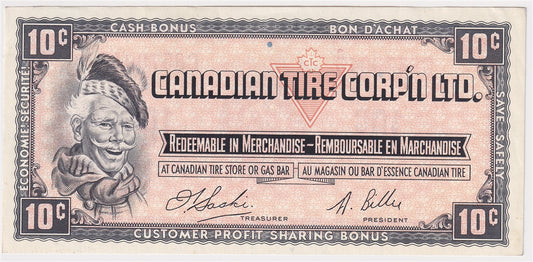 10¢ CASH BONUS BON D'ACHAT 10¢
CTC
CANADIAN TIRE CORP'N LTD.
ÉCONOMIE·SÉCURITÉ
SAVE·SAFELY
REDEEMABLE IN MERCHANDISE–REMBOURSABLE EN MARCHANDISE
AT CANADIAN TIRE STORE OR GAS BAR AU MAGASIN OU BAR D'ESSENCE CANADIAN TIRE
TREASURER PRESIDENT
10¢ CUSTOMER PROFIT SHARING BONUS 10¢